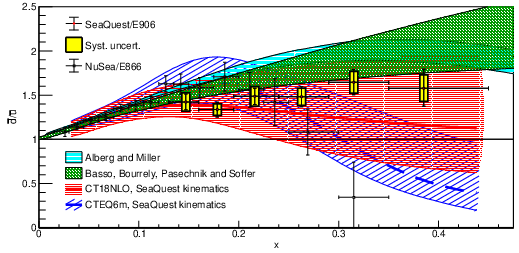 2.5
SeaQuest/E906
2
Syst. uncert.
NuSea/E866
1.5
d̄/ū
1
Alberg and Miller
Basso, Bourrely, Pasechnik and Soffer
0.5
CT18NLO, SeaQuest kinematics
CTEQ6m, SeaQuest kinematics
0
0 0.1 0.2 0.3 0.4
x